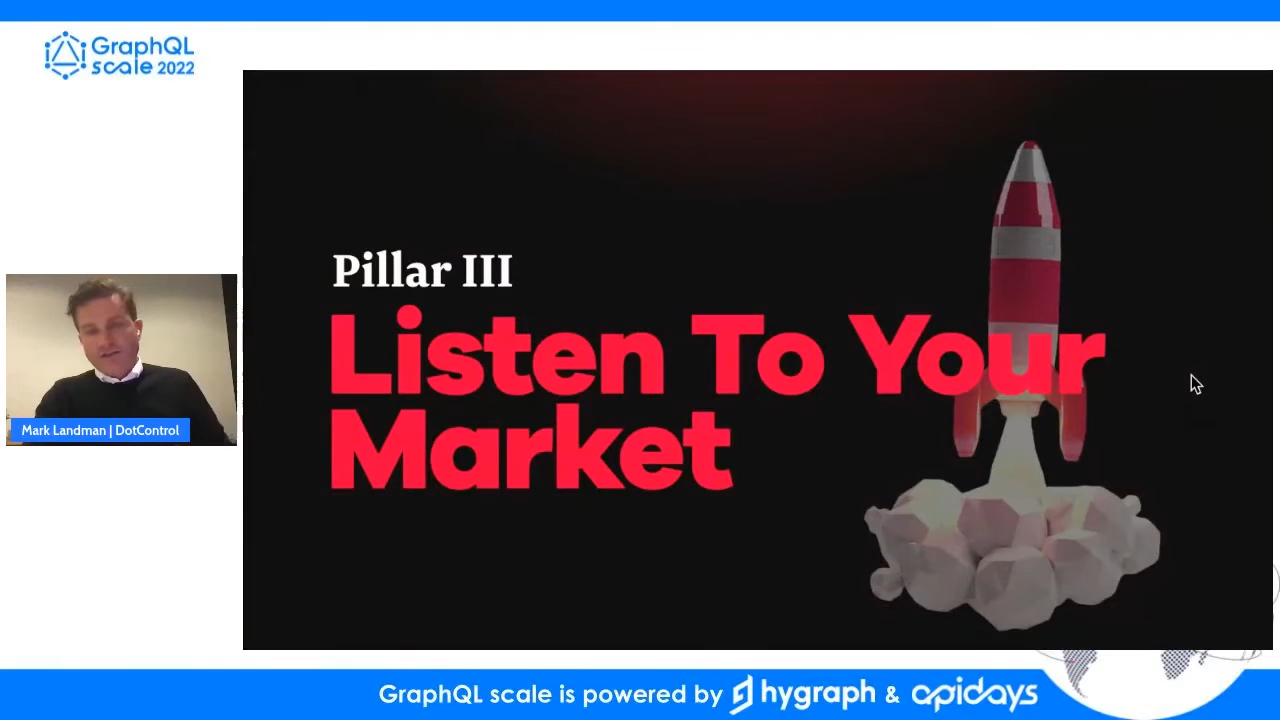 GraphQL
scale 2022
Pillar III
Listen To Your
Market
Mark Landman | DotControl
GraphQL scale is powered by hygraph & apidays